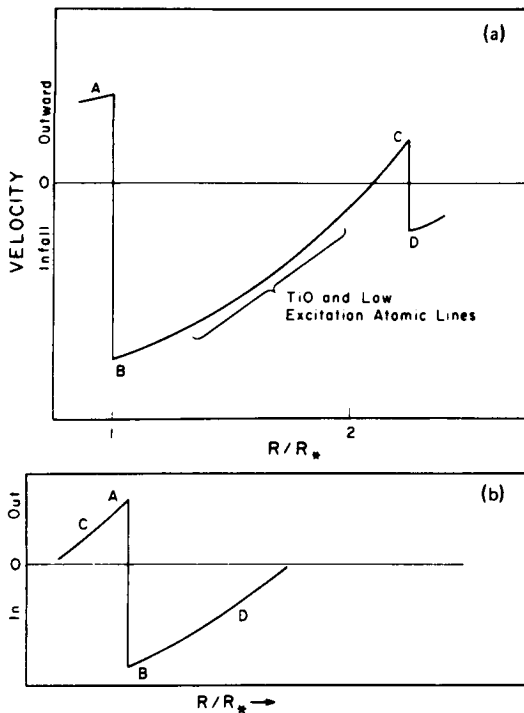 (a)
A
Outward
C
0
VELOCITY
Infall
D
TiO and Low
Excitation Atomic Lines
B
1
2
R/R*
(b)
Out
A
C
0
In
D
B
R/R* →